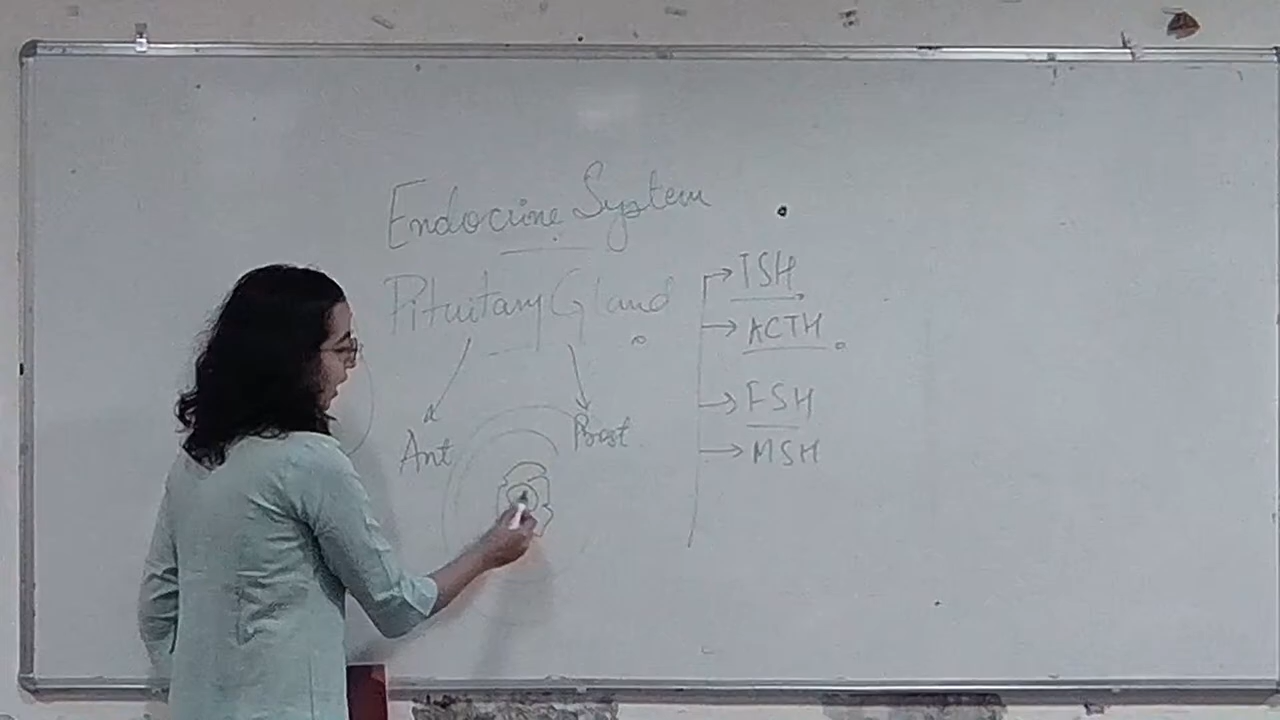 Endocrine System
Pituitary Gland
Ant
Post
TSH
ACTH
FSH
MSH